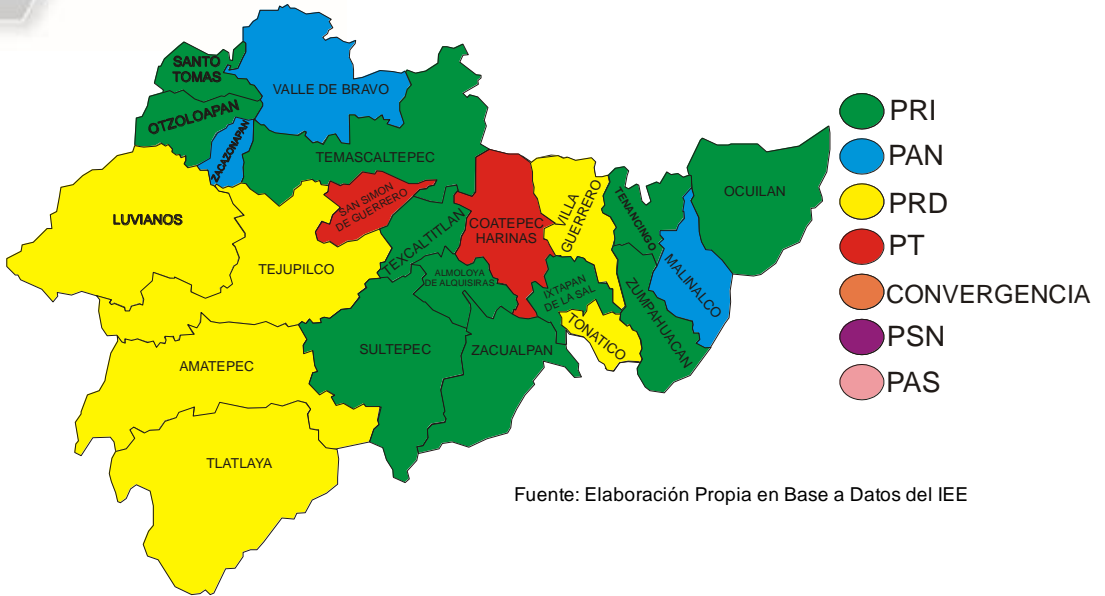 SANTO
TOMAS
VALLE DE BRAVO
OTZOLOAPAN
ZACAZONAPAN
TEMASCALTEPEC
LUVIANOS
SAN SIMON
DE GUERRERO
TEJUPILCO
TEXCALTITLAN
COATEPEC
HARINAS
VILLA
GUERRERO
TENANCINGO
OCUILAN
MALINALCO
ALMOLOYA
DE ALQUISIRAS
IXTAPAN
DE LA SAL
ZUMPAHUACAN
TONATICO
SULTEPEC
ZACUALPAN
AMATEPEC
TLATLAYA
PRI
PAN
PRD
PT
CONVERGENCIA
PSN
PAS
Fuente: Elaboración Propia en Base a Datos del IEE